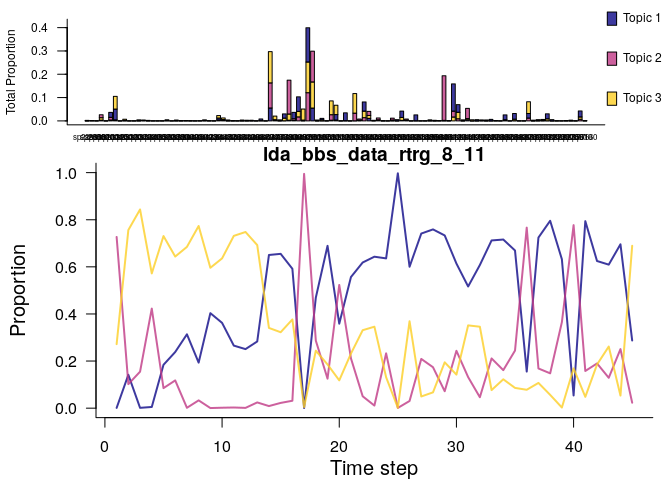 Total Proportion
0.4
0.3
0.2
0.1
0.0
Topic 1
Topic 2
Topic 3
lda_bbs_data_rtrg_8_11
Proportion
1.0
0.8
0.6
0.4
0.2
0.0
0 10 20 30 40
Time step